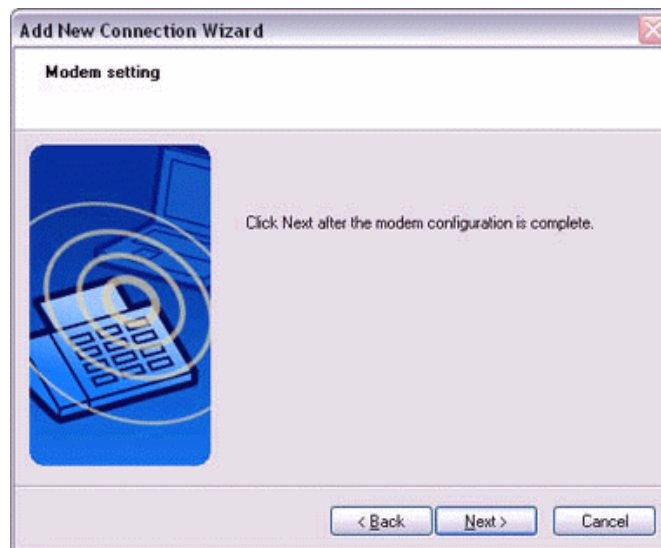 Add New Connection Wizard
Modem setting
Click Next after the modem configuration is complete.
< Back
Next >
Cancel